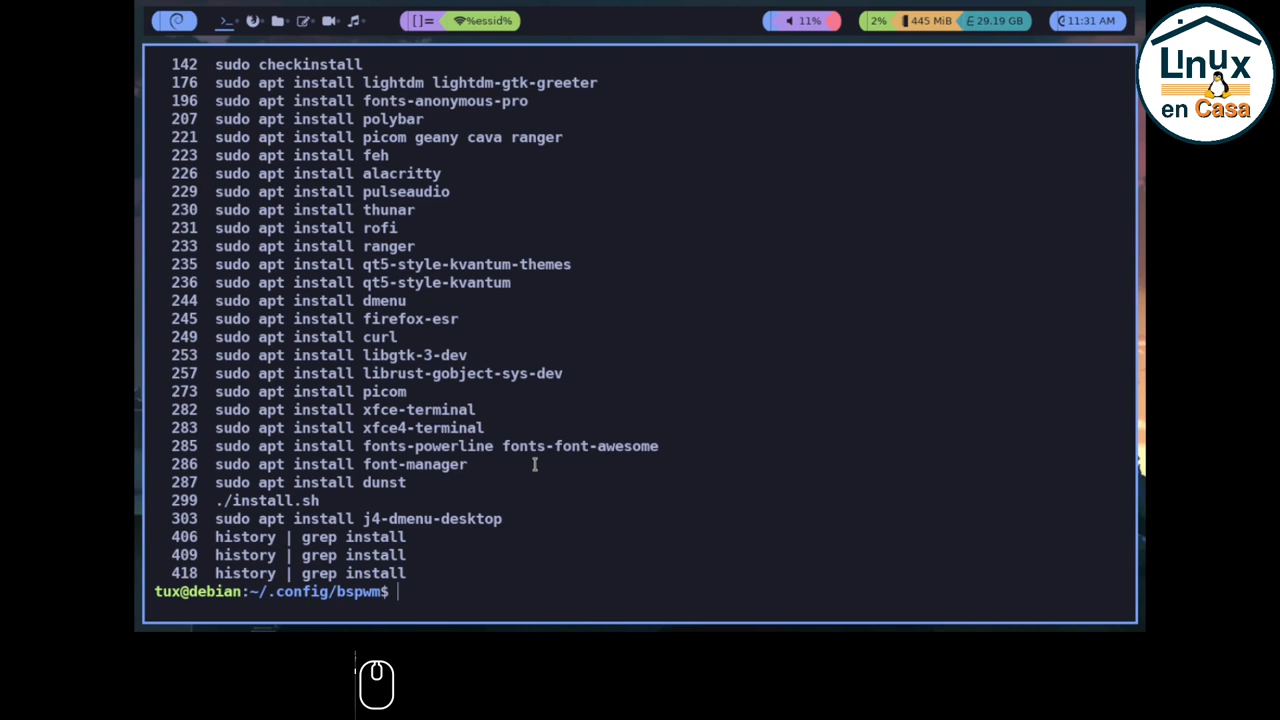 >_
[]=
%essid%
11%
2%
445 MiB
29.19 GB
11:31 AM
Linux
en Casa
142 sudo checkinstall
176 sudo apt install lightdm lightdm-gtk-greeter
196 sudo apt install fonts-anonymous-pro
207 sudo apt install polybar
221 sudo apt install picom geany cava ranger
223 sudo apt install feh
226 sudo apt install alacritty
229 sudo apt install pulseaudio
230 sudo apt install thunar
231 sudo apt install rofi
233 sudo apt install ranger
235 sudo apt install qt5-style-kvantum-themes
236 sudo apt install qt5-style-kvantum
244 sudo apt install dmenu
245 sudo apt install firefox-esr
249 sudo apt install curl
253 sudo apt install libgtk-3-dev
257 sudo apt install librust-gobject-sys-dev
273 sudo apt install picom
282 sudo apt install xfce-terminal
283 sudo apt install xfce4-terminal
285 sudo apt install fonts-powerline fonts-font-awesome
286 sudo apt install font-manager
287 sudo apt install dunst
299 ./install.sh
303 sudo apt install j4-dmenu-desktop
406 history | grep install
409 history | grep install
418 history | grep install
tux@debian:~/.config/bspwm$